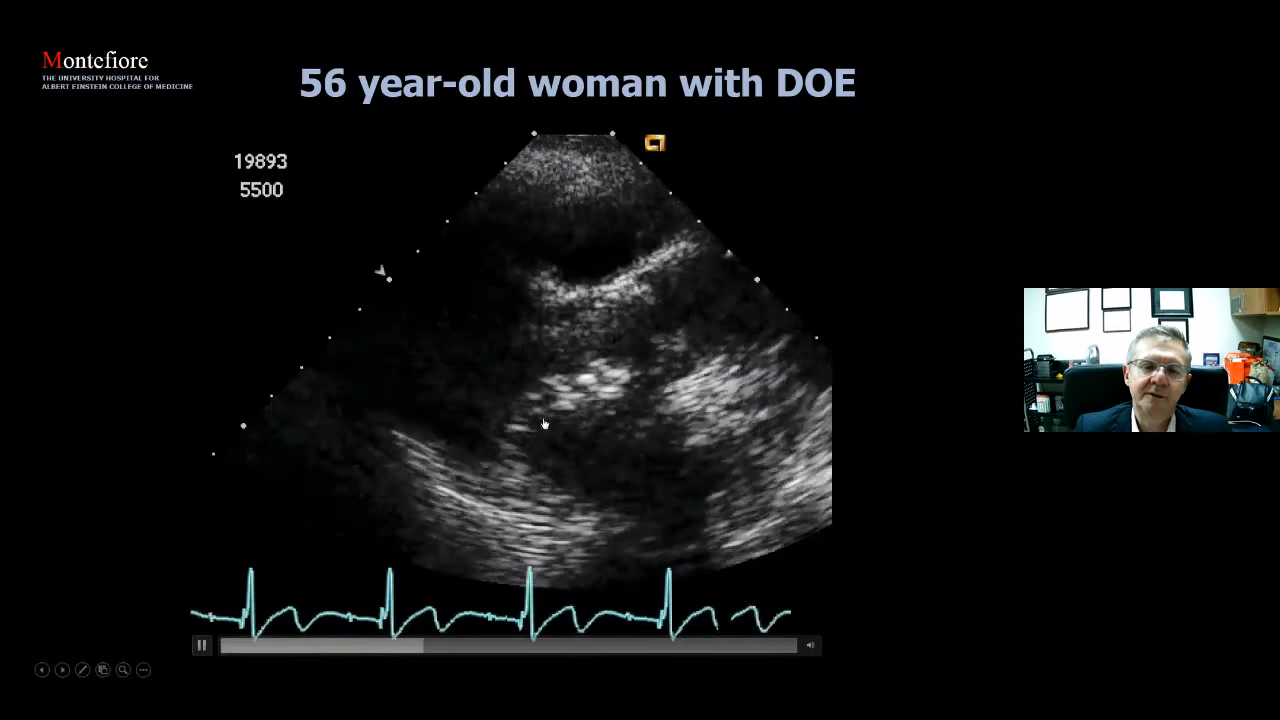 Montefiore
THE UNIVERSITY HOSPITAL FOR
ALBERT EINSTEIN COLLEGE OF MEDICINE
56 year-old woman with DOE
19893
5500